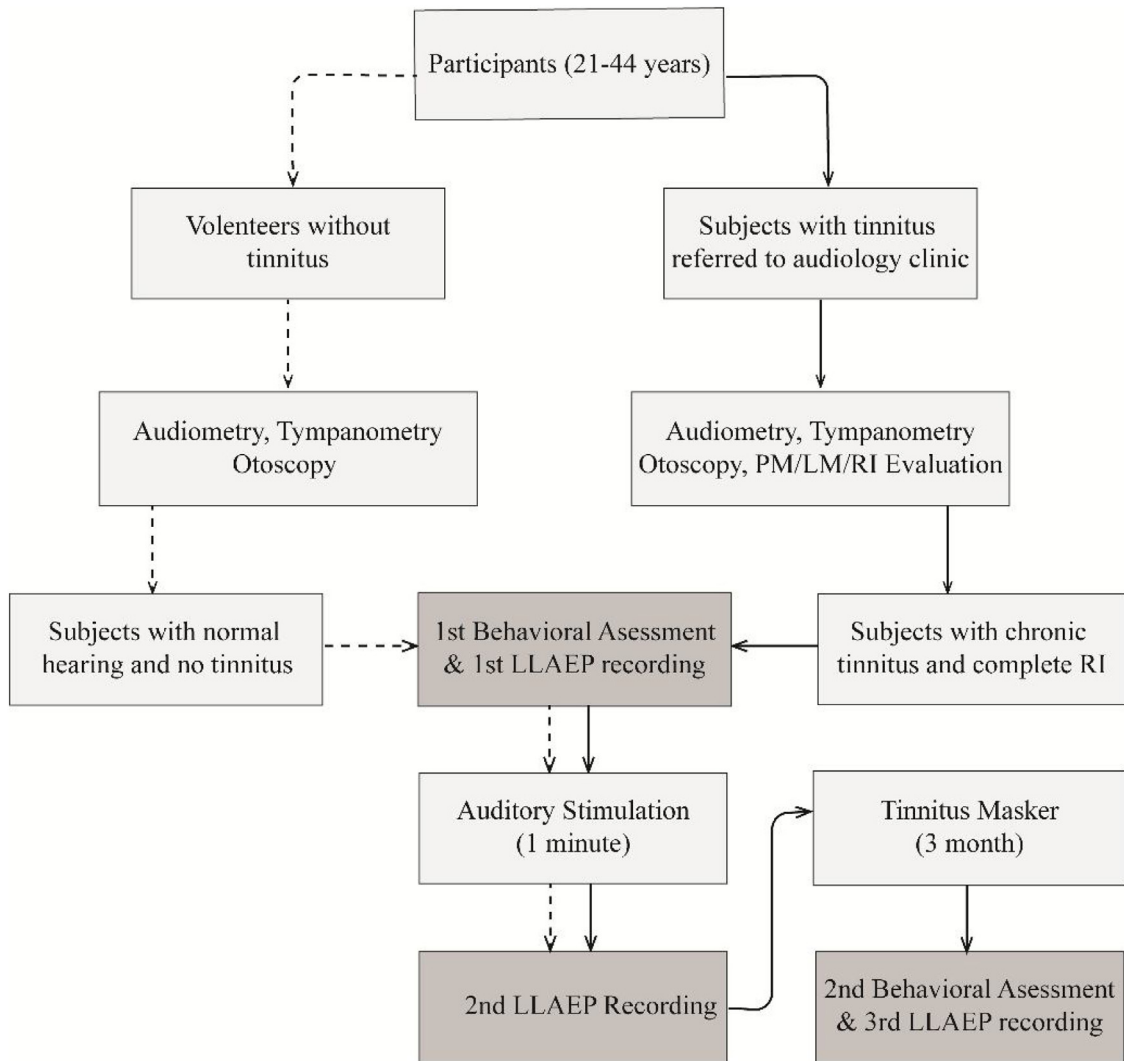 Participants (21-44 years)
Volenteers without
tinnitus
Subjects with tinnitus
referred to audiology clinic
Audiometry, Tympanometry
Otoscopy
Audiometry, Tympanometry
Otoscopy, PM/LM/RI Evaluation
Subjects with normal
hearing and no tinnitus
1st Behavioral Asessment
& 1st LLAEP recording
Subjects with chronic
tinnitus and complete RI
Auditory Stimulation
(1 minute)
Tinnitus Masker
(3 month)
2nd LLAEP Recording
2nd Behavioral Asessment
& 3rd LLAEP recording